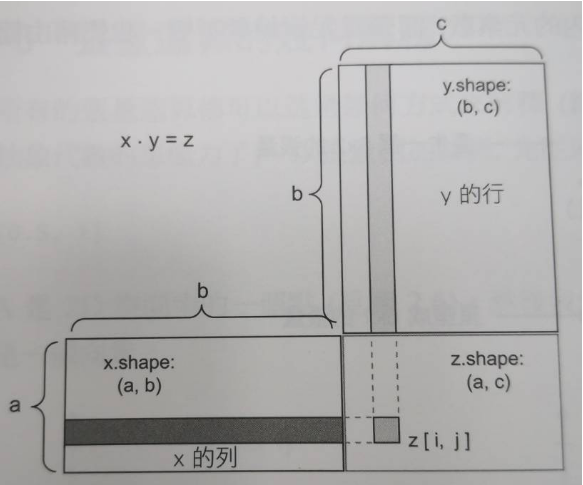 c
y.shape:
(b, c)
x · y = z
b
y 的行
b
x.shape:
(a, b)
z.shape:
(a, c)
a
z [ i, j ]
x 的列